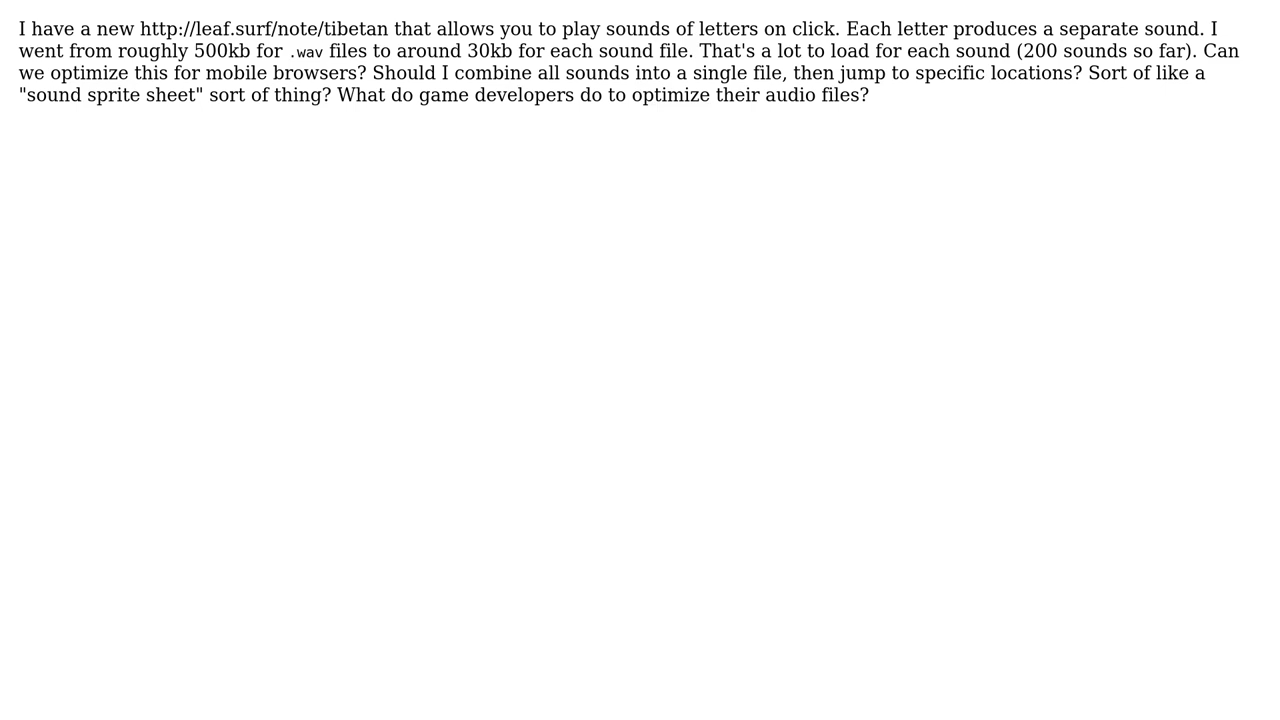 I have a new http://leaf.surf/note/tibetan that allows you to play sounds of letters on click. Each letter produces a separate sound. I
went from roughly 500kb for .wav files to around 30kb for each sound file. That's a lot to load for each sound (200 sounds so far). Can
we optimize this for mobile browsers? Should I combine all sounds into a single file, then jump to specific locations? Sort of like a
"sound sprite sheet" sort of thing? What do game developers do to optimize their audio files?